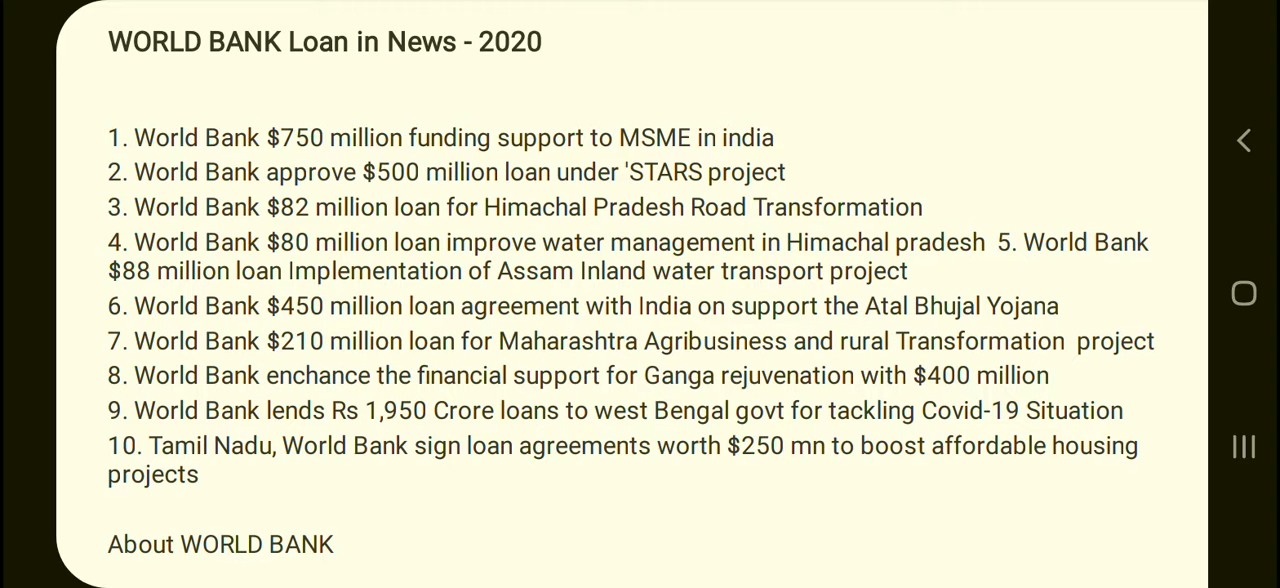 WORLD BANK Loan in News - 2020
1. World Bank $750 million funding support to MSME in india
2. World Bank approve $500 million loan under 'STARS project
3. World Bank $82 million loan for Himachal Pradesh Road Transformation
4. World Bank $80 million loan improve water management in Himachal pradesh  5. World Bank
$88 million loan Implementation of Assam Inland water transport project
6. World Bank $450 million loan agreement with India on support the Atal Bhujal Yojana
7. World Bank $210 million loan for Maharashtra Agribusiness and rural Transformation  project
8. World Bank enchance the financial support for Ganga rejuvenation with $400 million
9. World Bank lends Rs 1,950 Crore loans to west Bengal govt for tackling Covid-19 Situation
10. Tamil Nadu, World Bank sign loan agreements worth $250 mn to boost affordable housing
projects
About WORLD BANK